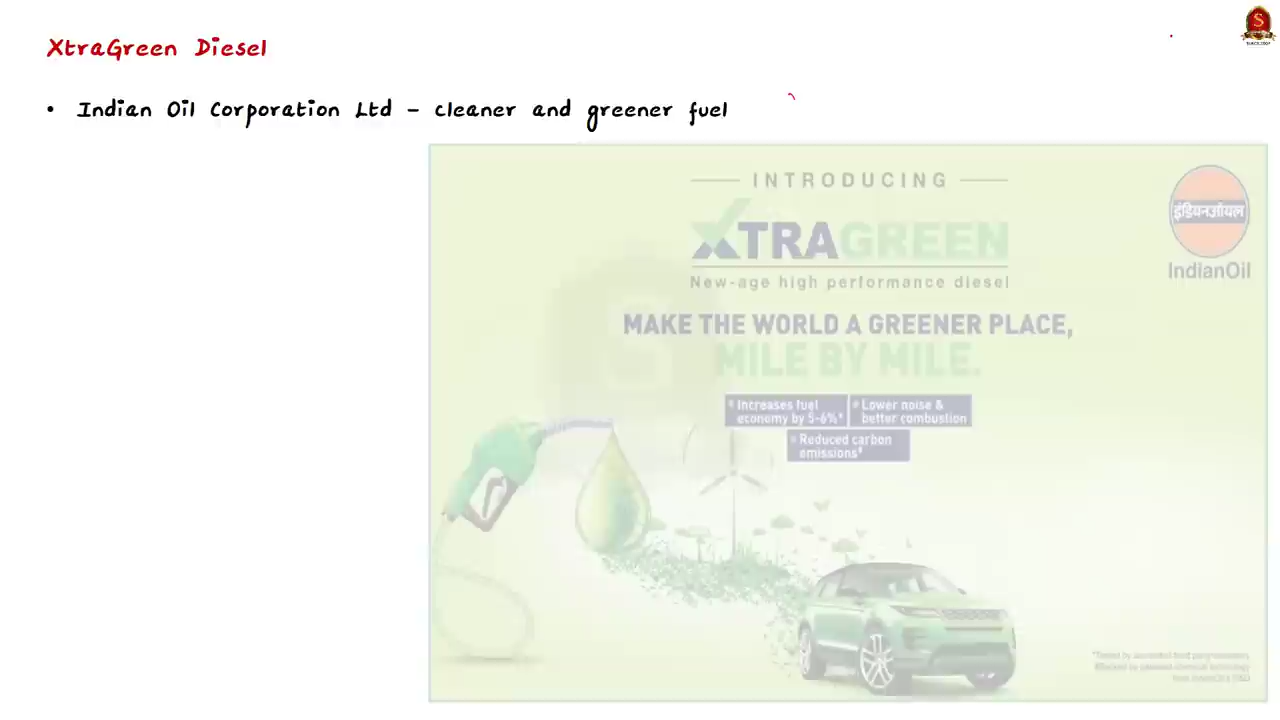 XtraGreen Diesel
• Indian Oil Corporation Ltd – cleaner and greener fuel
INTRODUCING
XTRAGREEN
New-age high performance diesel
इंडियनऑयल
IndianOil
MAKE THE WORLD A GREENER PLACE,
MILE BY MILE.
Increases fuel
economy by 5-6%*
Lower noise &
better combustion
Reduced carbon
emissions#